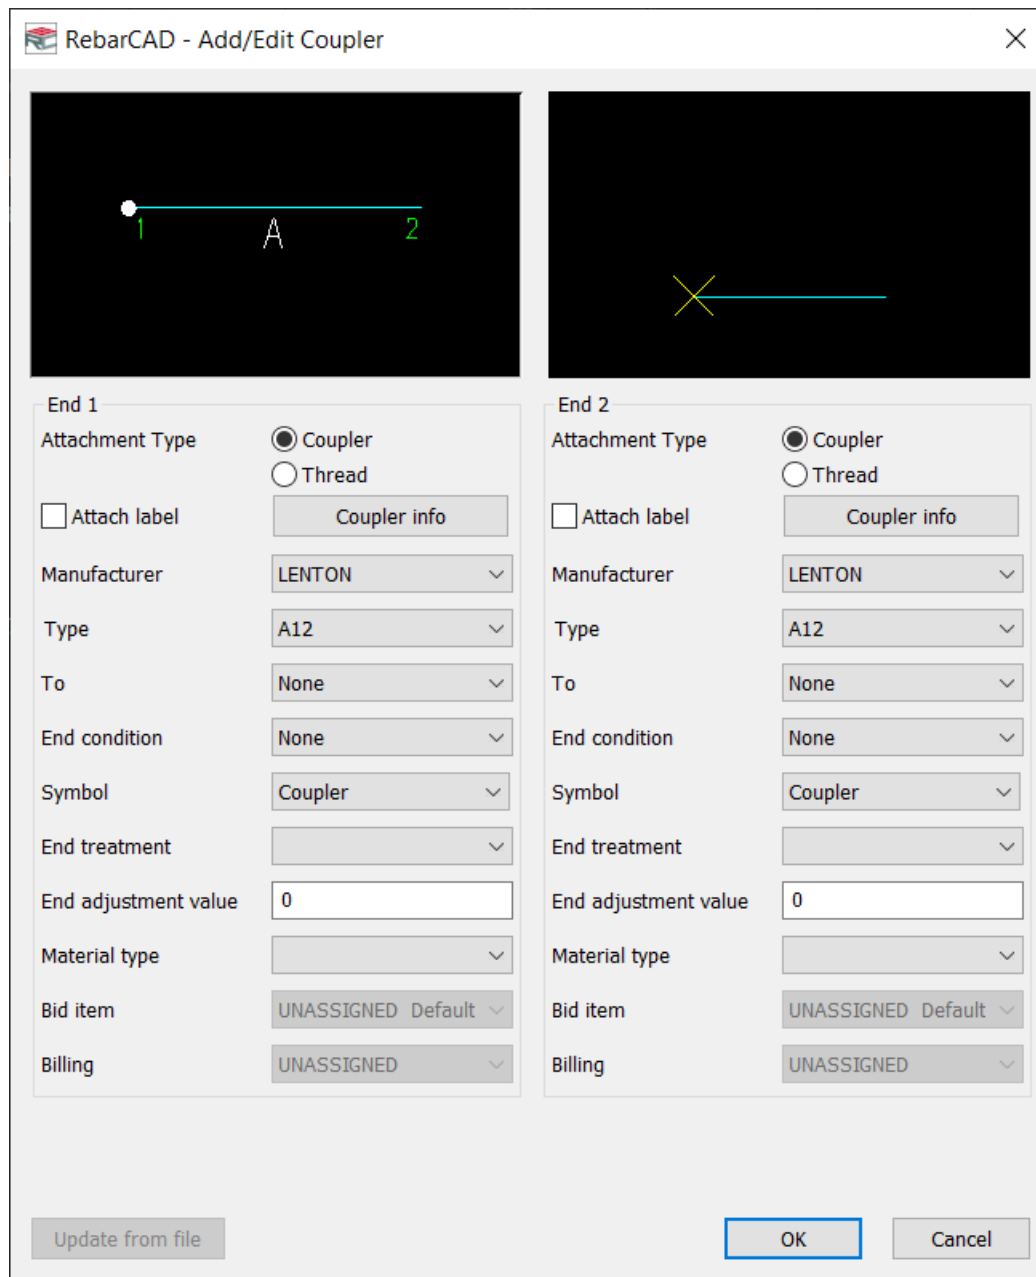 RebarCAD - Add/Edit Coupler
1 A 2
End 1
Attachment Type Coupler
Thread
Attach label Coupler info
Manufacturer LENTON
Type A12
To None
End condition None
Symbol Coupler
End treatment
End adjustment value 0
Material type
Bid item UNASSIGNED Default
Billing UNASSIGNED
End 2
Attachment Type Coupler
Thread
Attach label Coupler info
Manufacturer LENTON
Type A12
To None
End condition None
Symbol Coupler
End treatment
End adjustment value 0
Material type
Bid item UNASSIGNED Default
Billing UNASSIGNED
Update from file OK Cancel